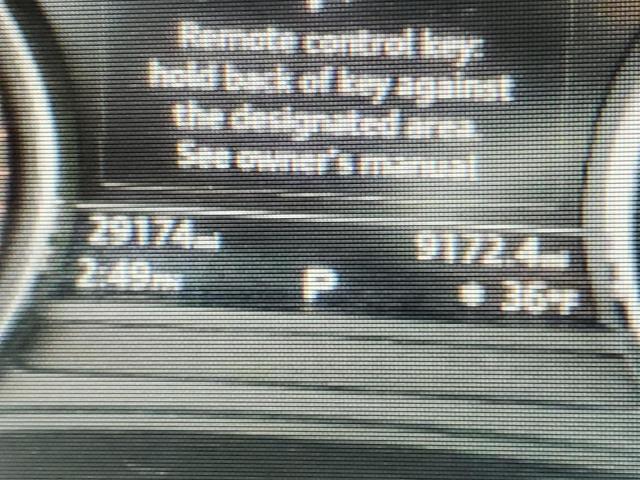 Remote control key:
hold back of key against
the designated area.
See owner's manual
29174mi 9172.4mi
2:49PM P * 36°F